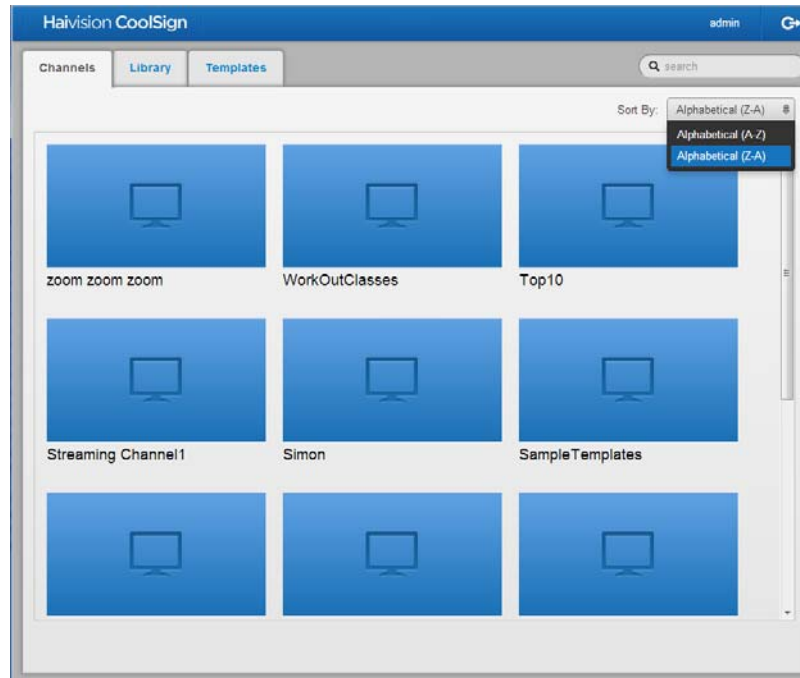 Haivision CoolSign
admin
Channels Library Templates
search
Sort By: Alphabetical (Z-A)
Alphabetical (A-Z)
Alphabetical (Z-A)
zoom zoom zoom WorkOutClasses Top10
Streaming Channel1 Simon SampleTemplates